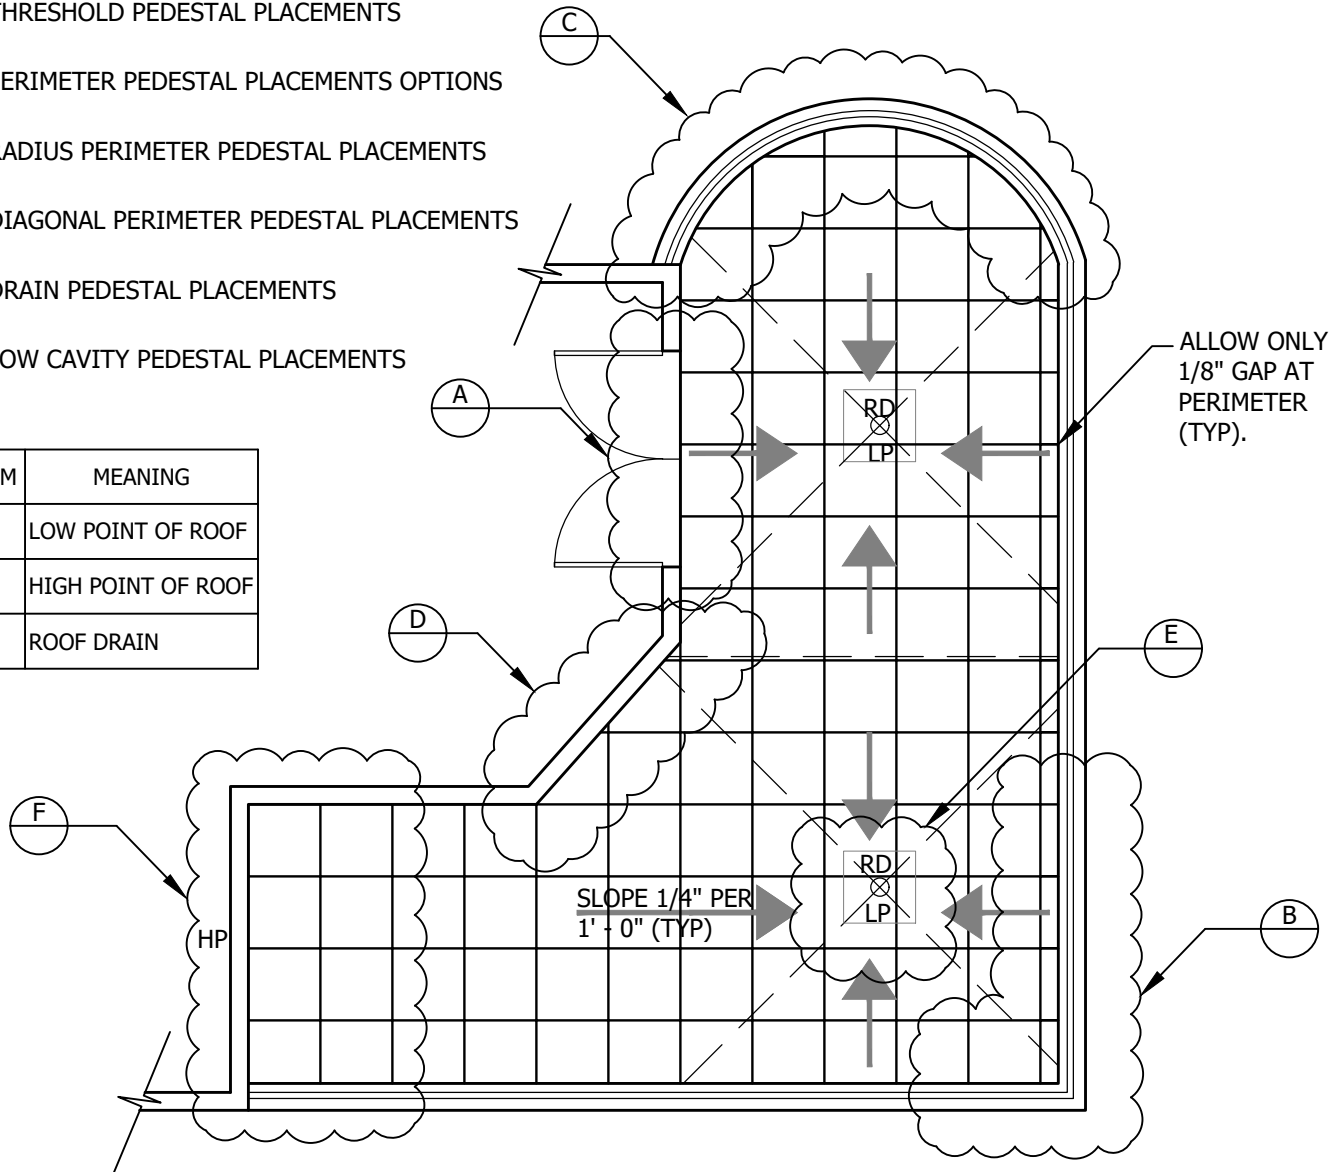 THRESHOLD PEDESTAL PLACEMENTS
ERIMETER PEDESTAL PLACEMENTS OPTIONS
RADIUS PERIMETER PEDESTAL PLACEMENTS
DIAGONAL PERIMETER PEDESTAL PLACEMENTS
DRAIN PEDESTAL PLACEMENTS
OW CAVITY PEDESTAL PLACEMENTS
M MEANING
LOW POINT OF ROOF
HIGH POINT OF ROOF
ROOF DRAIN
C
A
D
F
HP
RD
LP
ALLOW ONLY
1/8" GAP AT
PERIMETER
(TYP).
E
RD
LP
SLOPE 1/4" PER
1' - 0" (TYP)
B